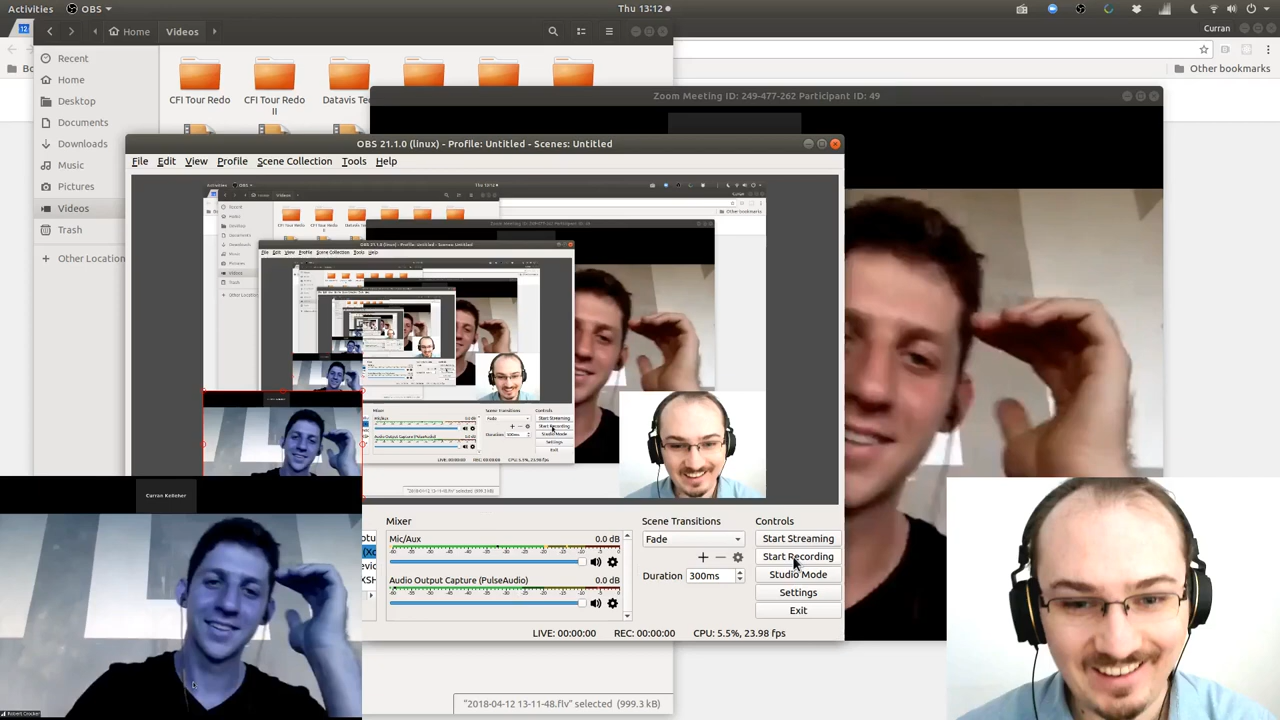 Activities
OBS
Thu 13:12
Curran
Home
Videos
Other bookmarks
Recent
Home
Desktop
Documents
Downloads
Music
Pictures
Videos
Trash
Other Location
CFI Tour Redo
CFI Tour Redo
II
Datavis Te
Zoom Meeting ID: 249-477-262 Participant ID: 49
OBS 21.1.0 (linux) - Profile: Untitled - Scenes: Untitled
File Edit View Profile Scene Collection Tools Help
Mixer
Mic/Aux 0.0 dB
Audio Output Capture (PulseAudio) 0.0 dB
Scene Transitions
Fade
Duration 300ms
Controls
Start Streaming
Start Recording
Studio Mode
Settings
Exit
LIVE: 00:00:00 REC: 00:00:00 CPU: 5.5%, 23.98 fps
"2018-04-12 13-11-48.flv" selected (999.3 kB)
Curran Kelleher
Robert Crocker